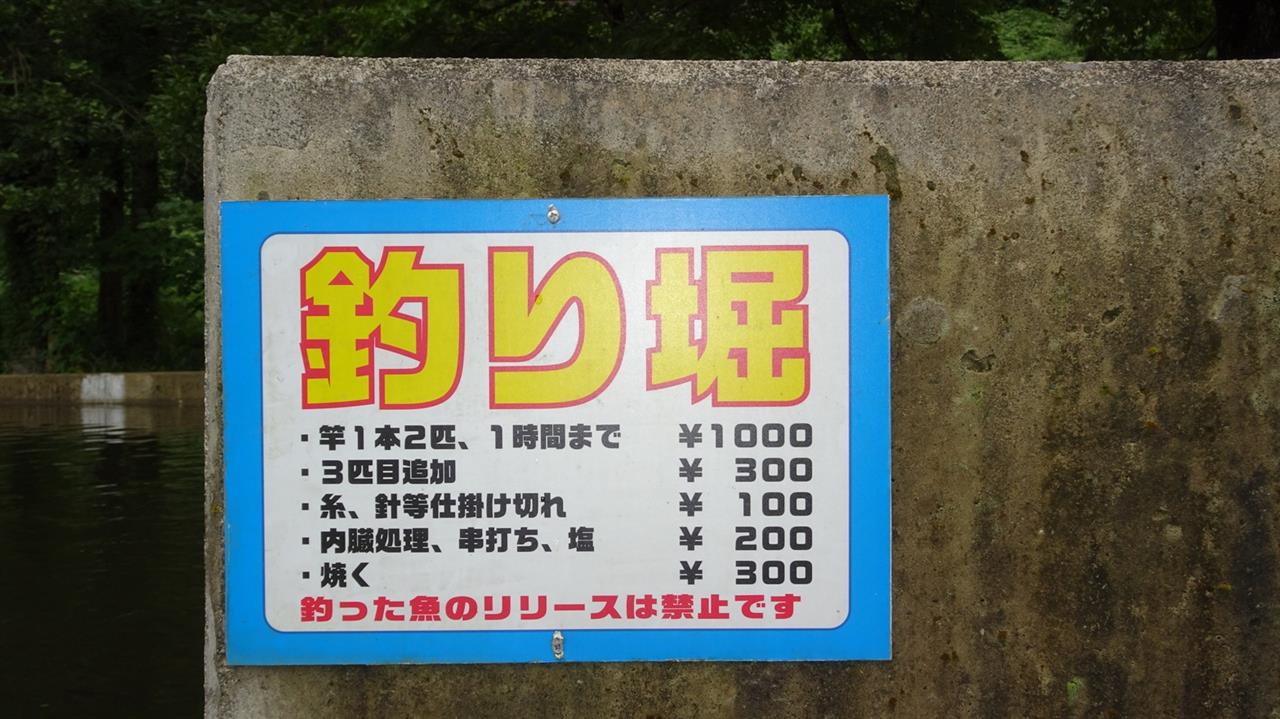 釣り堀
・竿1本2匹、1時間まで ¥1000
・3匹目追加 ¥ 300
・糸、針等仕掛け切れ ¥ 100
・内臓処理、串打ち、塩 ¥ 200
・焼く ¥ 300
釣った魚のリリースは禁止です